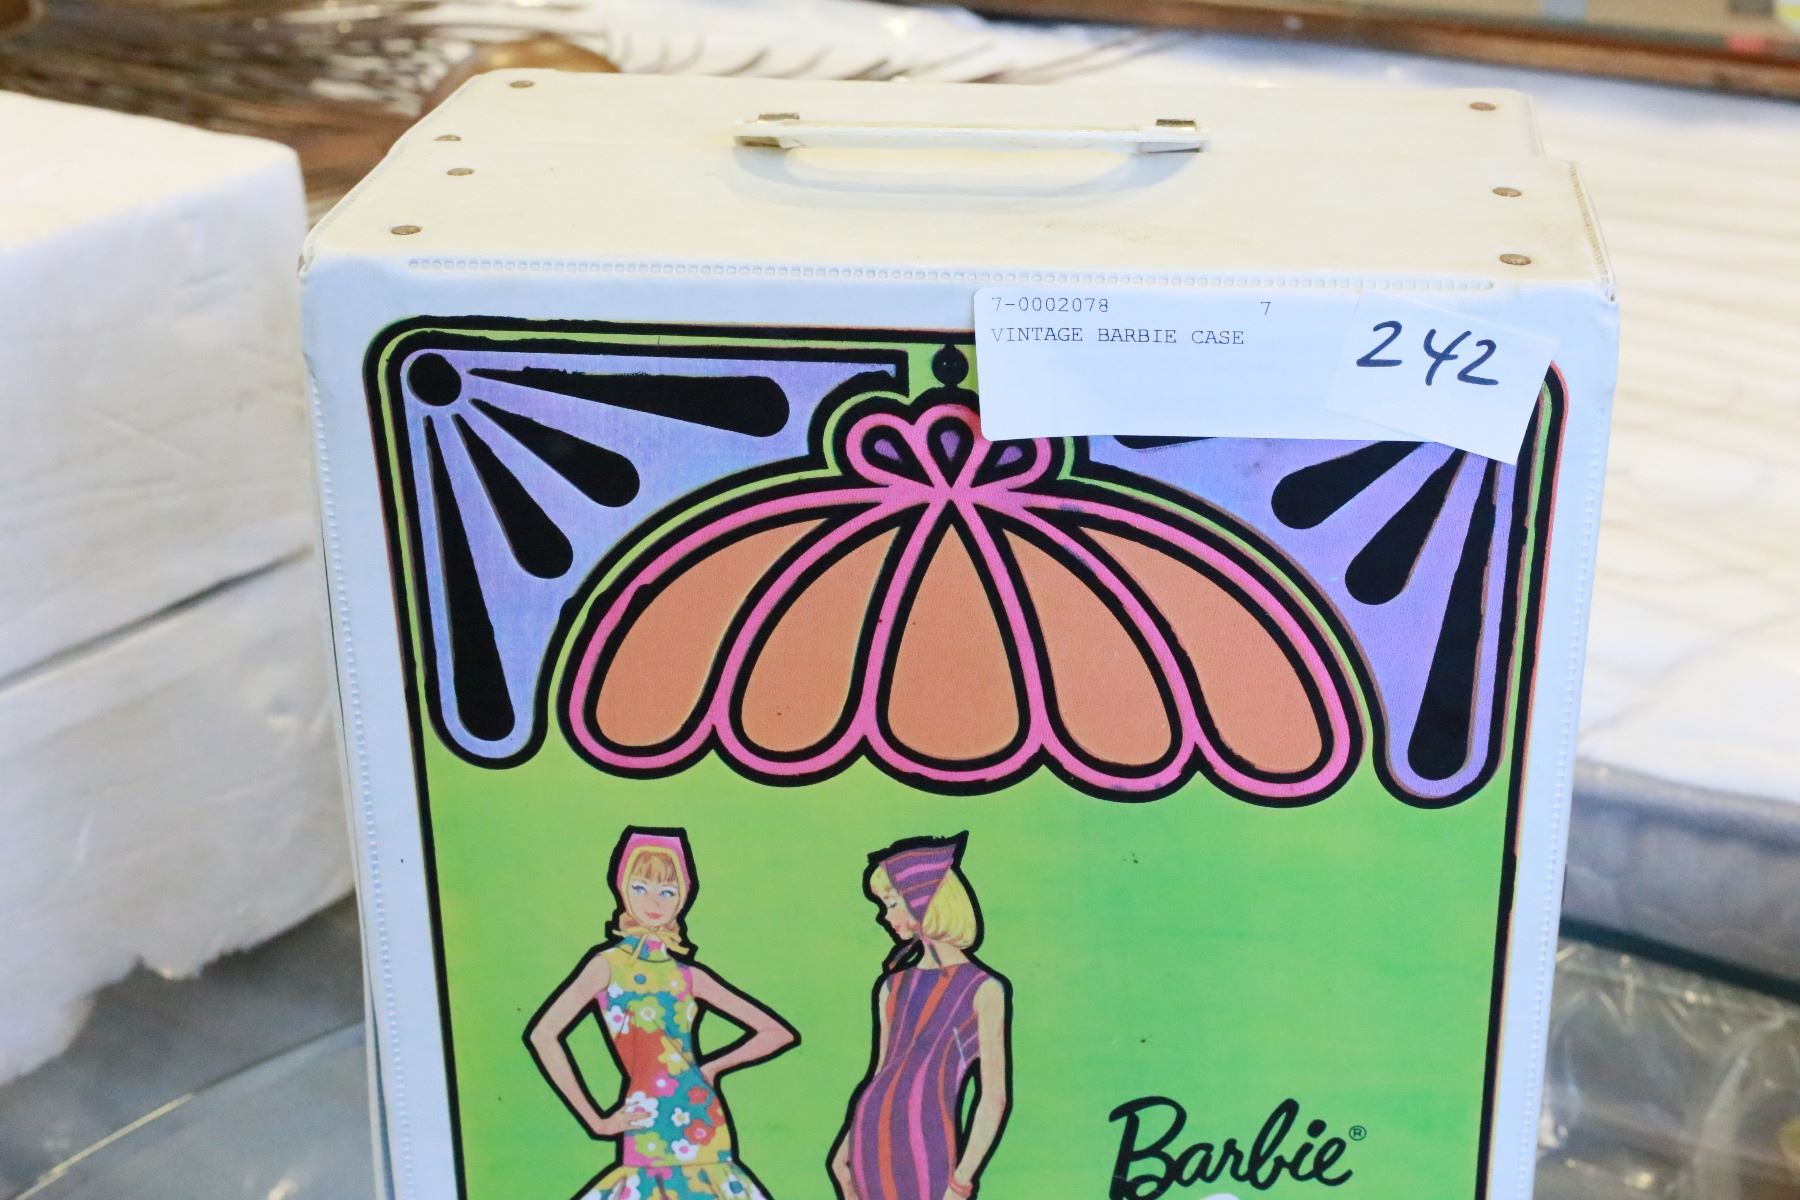 7-0002078 7
VINTAGE BARBIE CASE
242
Barbie®